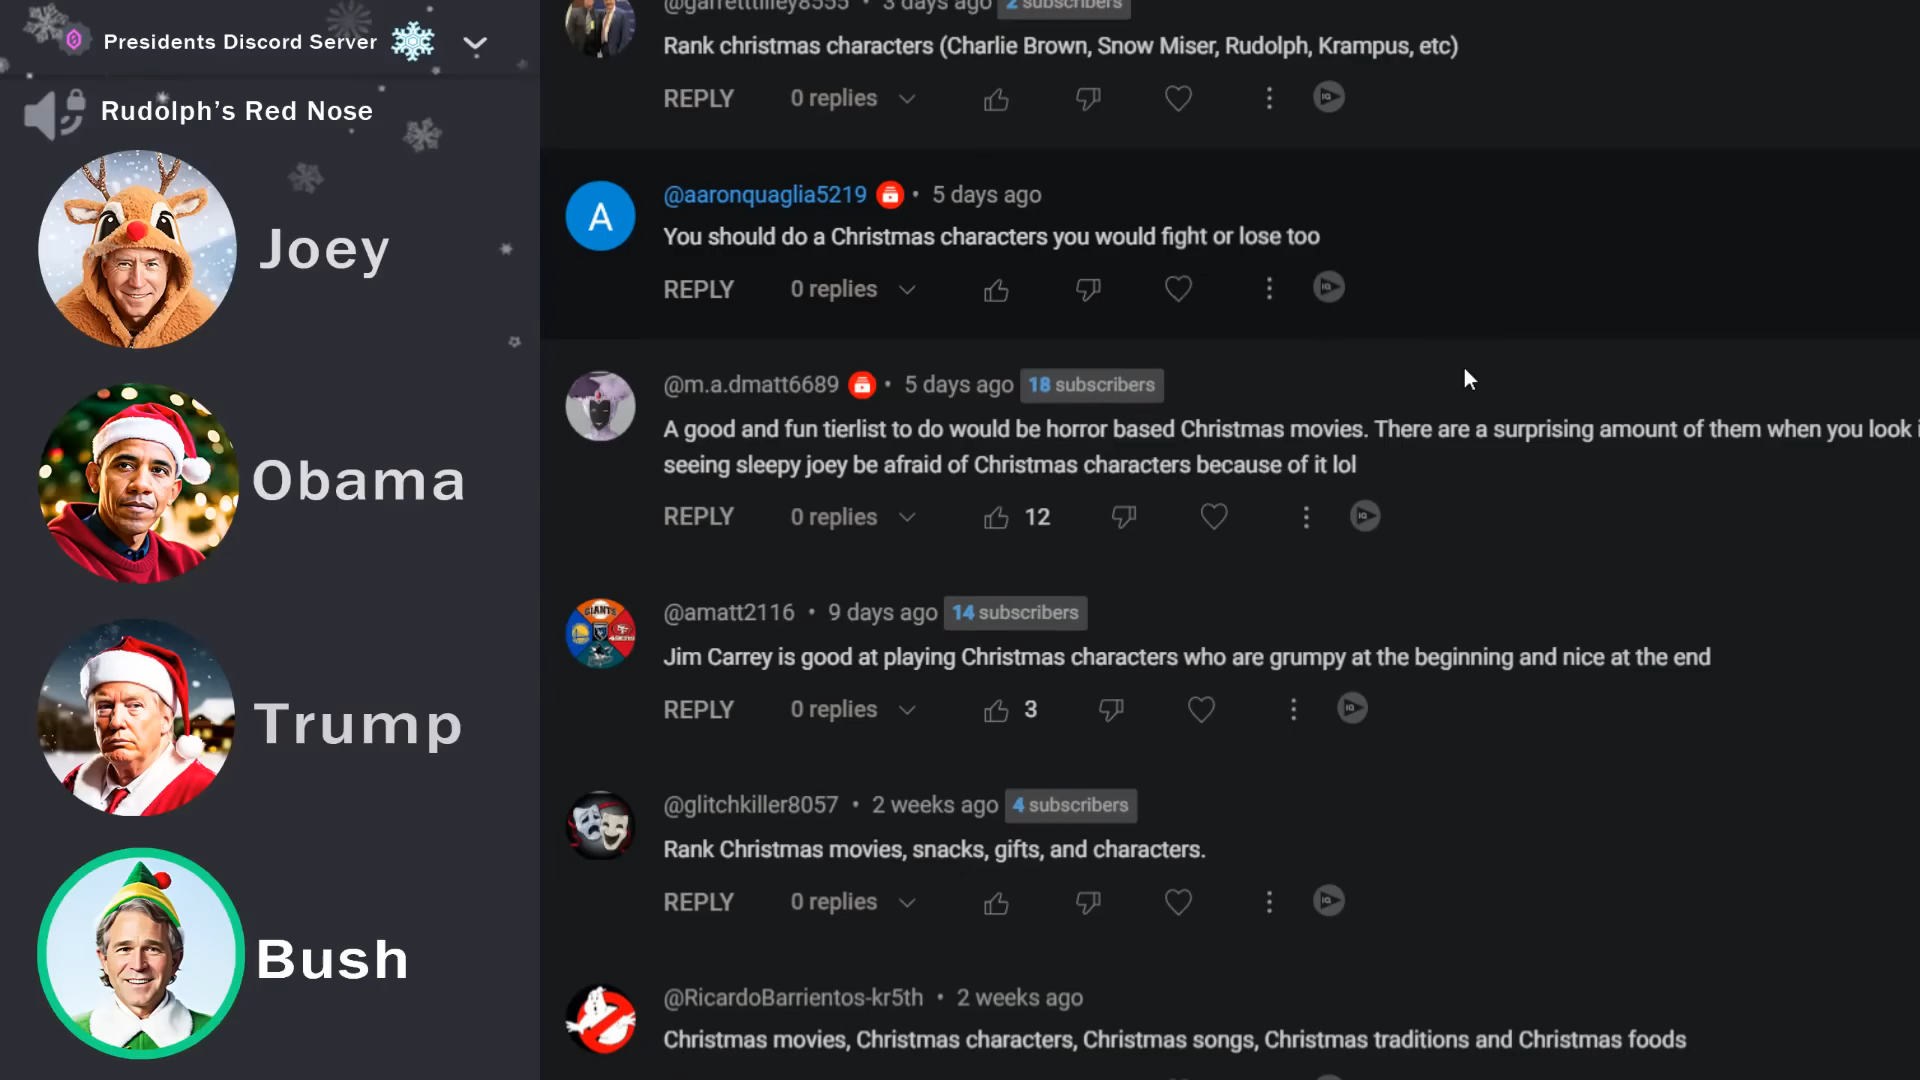 Presidents Discord Server
Rudolph's Red Nose
Joey
Obama
Trump
Bush
@garretttilley8555 • 3 days ago 2 subscribers
Rank christmas characters (Charlie Brown, Snow Miser, Rudolph, Krampus, etc)
REPLY 0 replies
A
@aaronquaglia5219 • 5 days ago
You should do a Christmas characters you would fight or lose too
REPLY 0 replies
@m.a.dmatt6689 • 5 days ago 18 subscribers
A good and fun tierlist to do would be horror based Christmas movies. There are a surprising amount of them when you look
seeing sleepy joey be afraid of Christmas characters because of it lol
REPLY 0 replies 12
GIANTS
@amatt2116 • 9 days ago 14 subscribers
Jim Carrey is good at playing Christmas characters who are grumpy at the beginning and nice at the end
REPLY 0 replies 3
@glitchkiller8057 • 2 weeks ago 4 subscribers
Rank Christmas movies, snacks, gifts, and characters.
REPLY 0 replies
@RicardoBarrientos-kr5th • 2 weeks ago
Christmas movies, Christmas characters, Christmas songs, Christmas traditions and Christmas foods